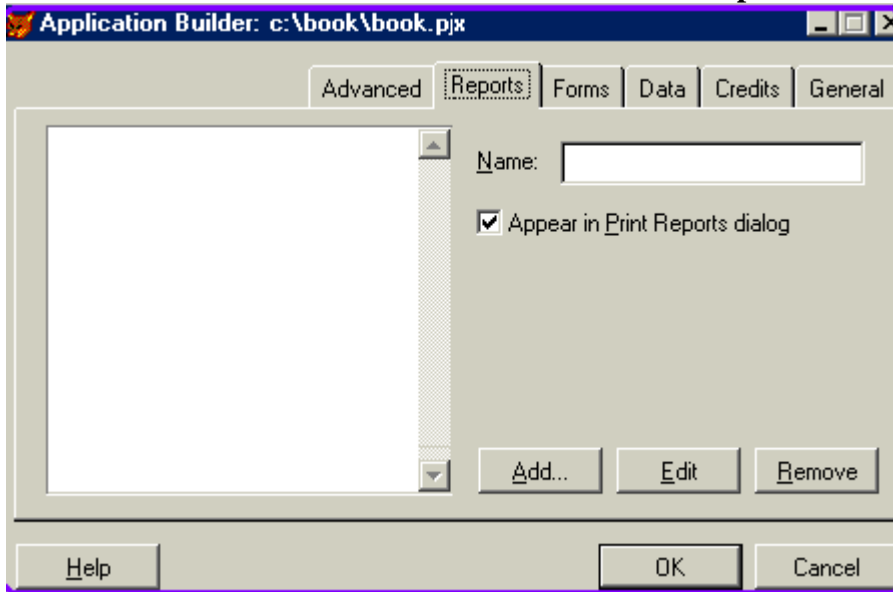 Application Builder: c:\book\book.pjx
Advanced Reports Forms Data Credits General
Name:
Appear in Print Reports dialog
Add... Edit Remove
Help OK Cancel